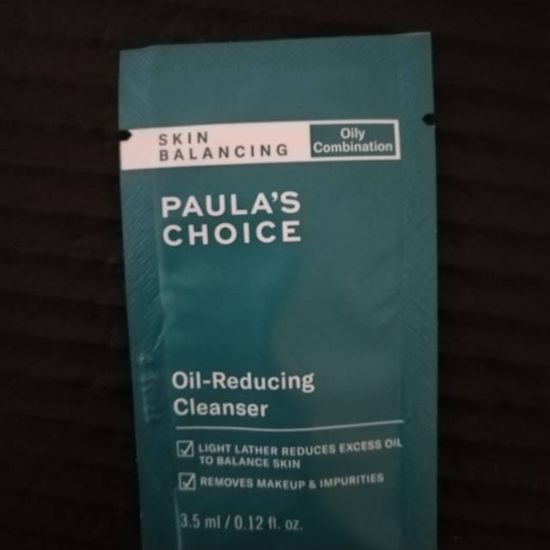 SKIN
BALANCING
Oily
Combination
PAULA'S
CHOICE
Oil-Reducing
Cleanser
LIGHT LATHER REDUCES EXCESS OIL
TO BALANCE SKIN
REMOVES MAKEUP & IMPURITIES
3.5 ml / 0.12 fl. oz.